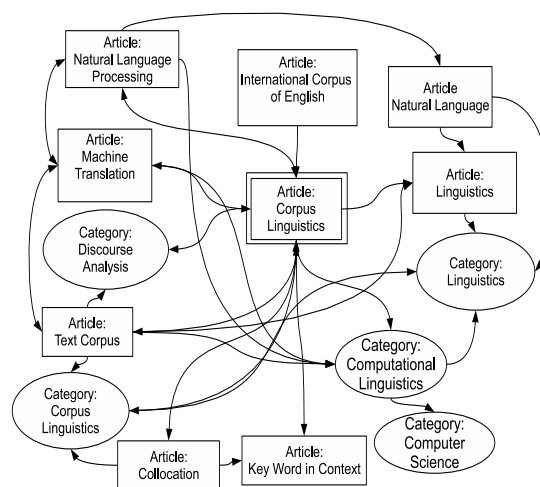 Article:
Natural Language
Processing
Article:
International Corpus
of English
Article
Natural Language
Article:
Machine
Translation
Article:
Corpus
Linguistics
Article:
Linguistics
Category:
Discourse
Analysis
Category:
Linguistics
Article:
Text Corpus
Category:
Computational
Linguistics
Category:
Corpus
Linguistics
Article:
Collocation
Article:
Key Word in Context
Category:
Computer
Science